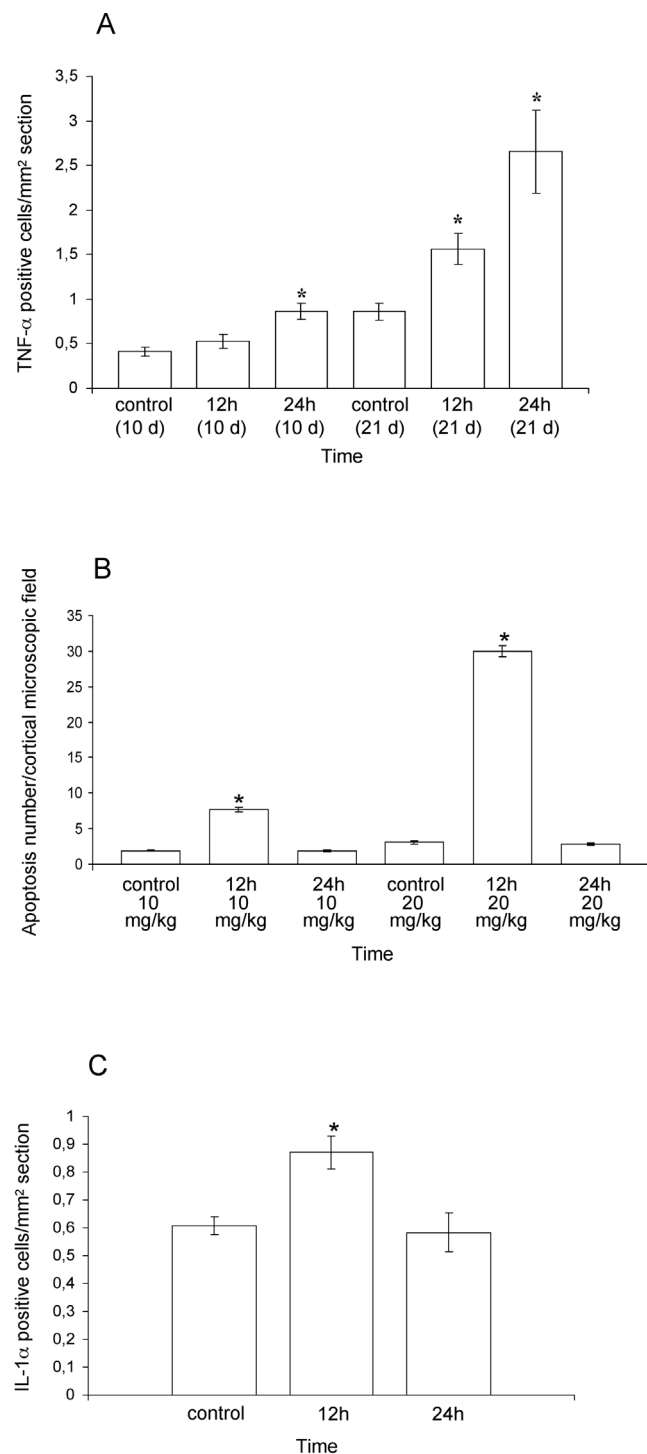 A
TNF-α positive cells/mm² section
3,5
3
2,5
2
1,5
1
0,5
0
*
*
*
control 12h 24h control 12h 24h
(10 d) (10 d) (10 d) (21 d) (21 d) (21 d)
Time
B
Apoptosis number/cortical microscopic field
35
30
25
20
15
10
5
0
*
*
control 12h 24h control 12h 24h
10 10 10 20 20 20
mg/kg mg/kg mg/kg mg/kg mg/kg mg/kg
Time
C
IL-1α positive cells/mm² section
1
0,9
0,8
0,7
0,6
0,5
0,4
0,3
0,2
0,1
0
*
control 12h 24h
Time